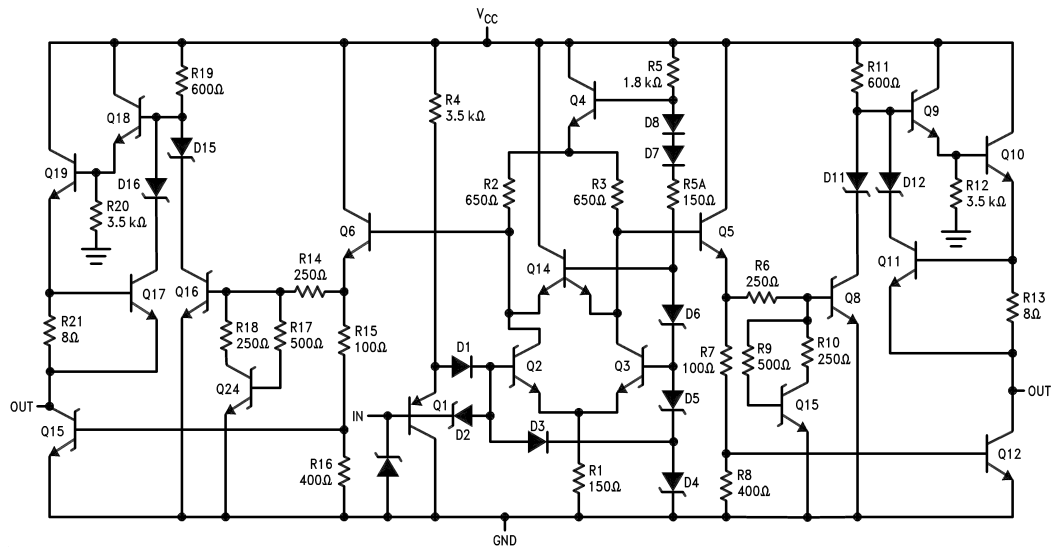 VCC
R19
600Ω
Q18
D15
Q19
D16
R20
3.5 kΩ
Q17
Q16
R14
250Ω
R21
8Ω
R18
250Ω
R17
500Ω
R15
100Ω
Q24
OUT
Q15
R16
400Ω
Q6
R4
3.5 kΩ
D1
IN
Q1
D2
Q4
R5
1.8 kΩ
D8
D7
R2
650Ω
R3
650Ω
R5A
150Ω
Q14
Q5
D6
Q2
Q3
D5
D3
R1
150Ω
D4
GND
R6
250Ω
R7
100Ω
R9
500Ω
R10
250Ω
Q15
R8
400Ω
Q8
R11
600Ω
Q9
Q10
D11
D12
R12
3.5 kΩ
Q11
R13
8Ω
OUT
Q12